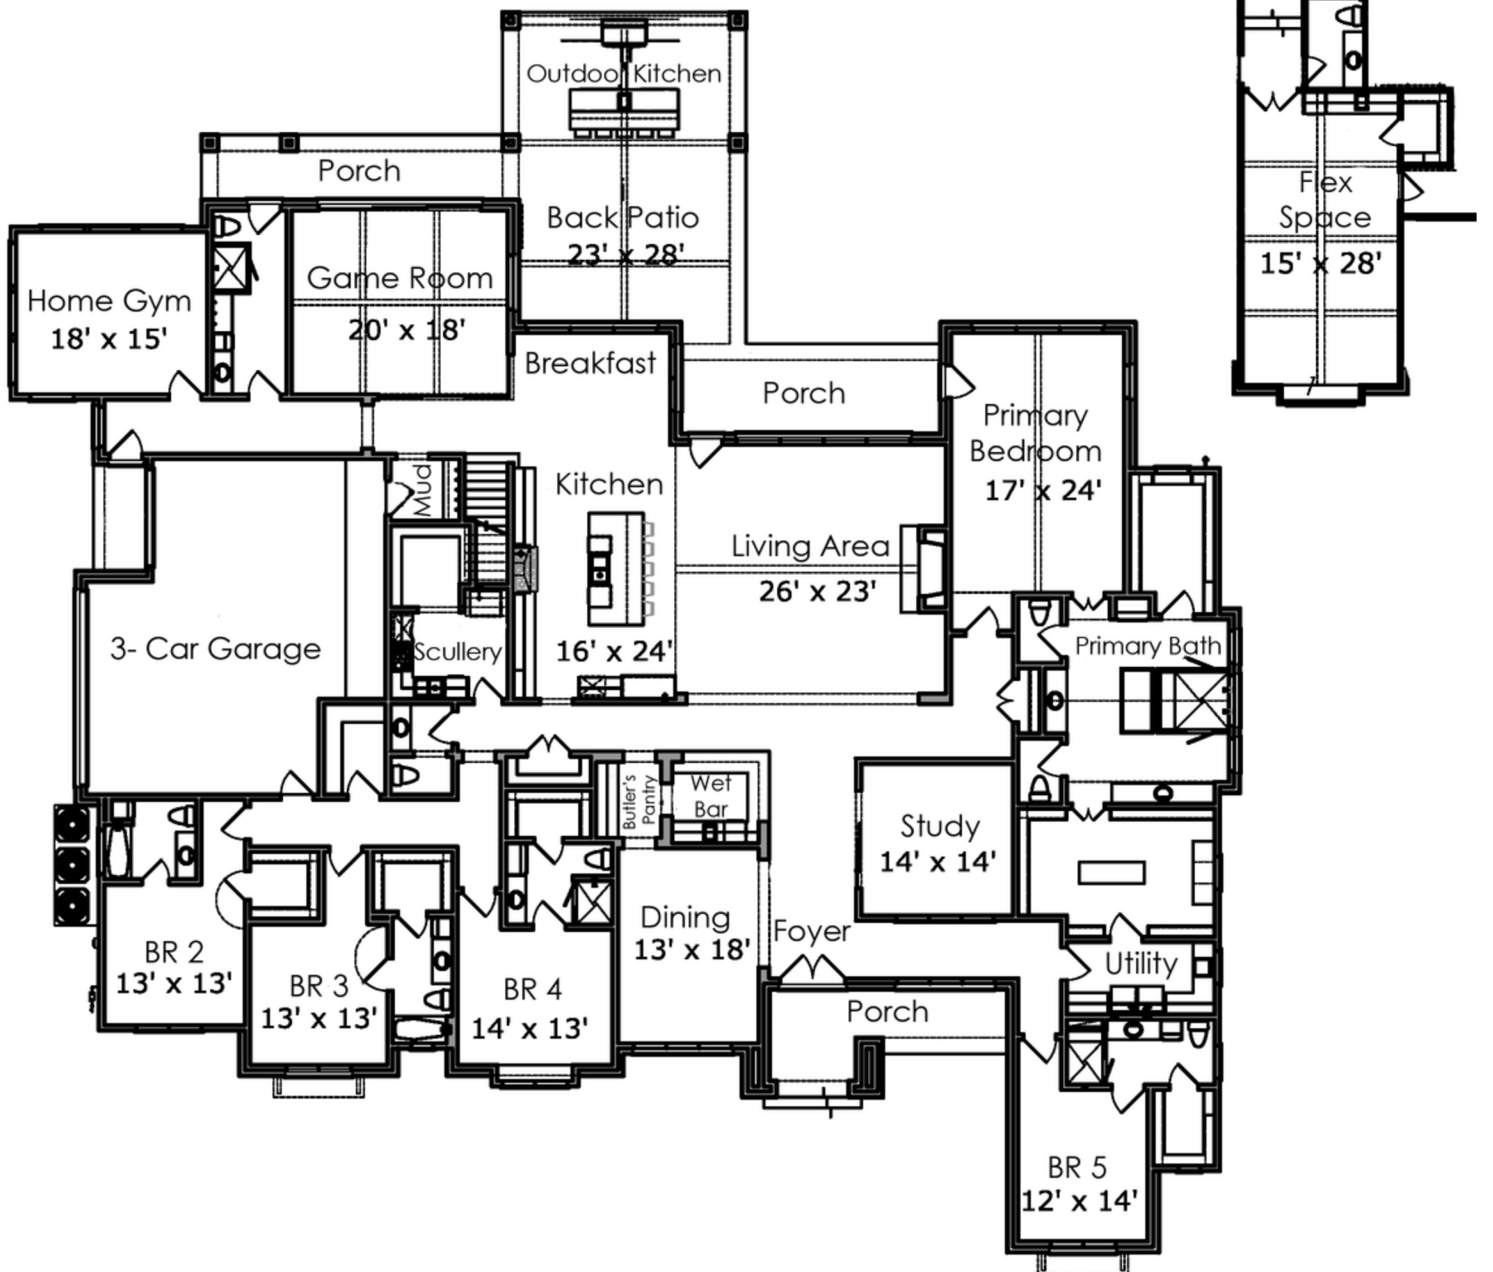 Outdoor Kitchen
Porch
Back Patio
23' x 28'
Flex
Space
15' x 28'
Home Gym
18' x 15'
Game Room
20' x 18'
Breakfast
Porch
Primary
Bedroom
17' x 24'
Mud
Kitchen
16' x 24'
Living Area
26' x 23'
3- Car Garage
Scullery
Primary Bath
Butler's
Pantry
Wet
Bar
Study
14' x 14'
Dining
13' x 18'
Foyer
BR 2
13' x 13'
BR 3
13' x 13'
BR 4
14' x 13'
Porch
Utility
BR 5
12' x 14'